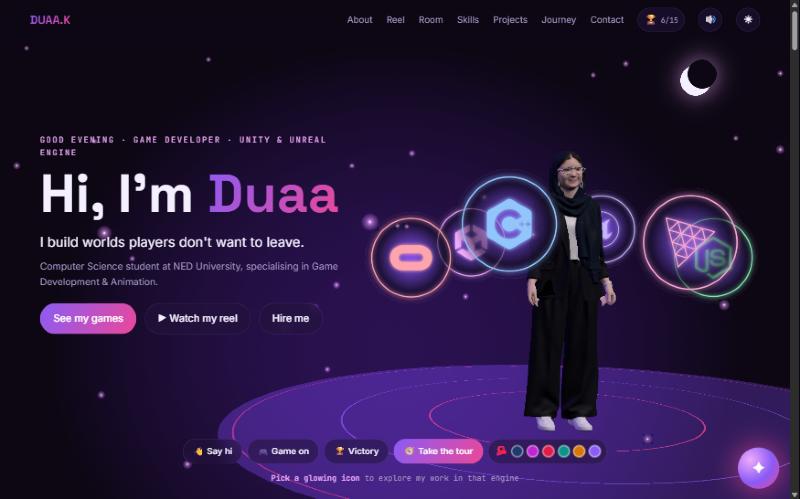 DUAA.K
About Reel Room Skills Projects Journey Contact 6/15
GOOD EVENING · GAME DEVELOPER · UNITY & UNREAL
ENGINE
Hi, I'm Duaa
I build worlds players don't want to leave.
Computer Science student at NED University, specialising in Game
Development & Animation.
See my games ▶ Watch my reel Hire me
C++
JS
Say hi Game on Victory Take the tour
Pick a glowing icon to explore my work in that engine